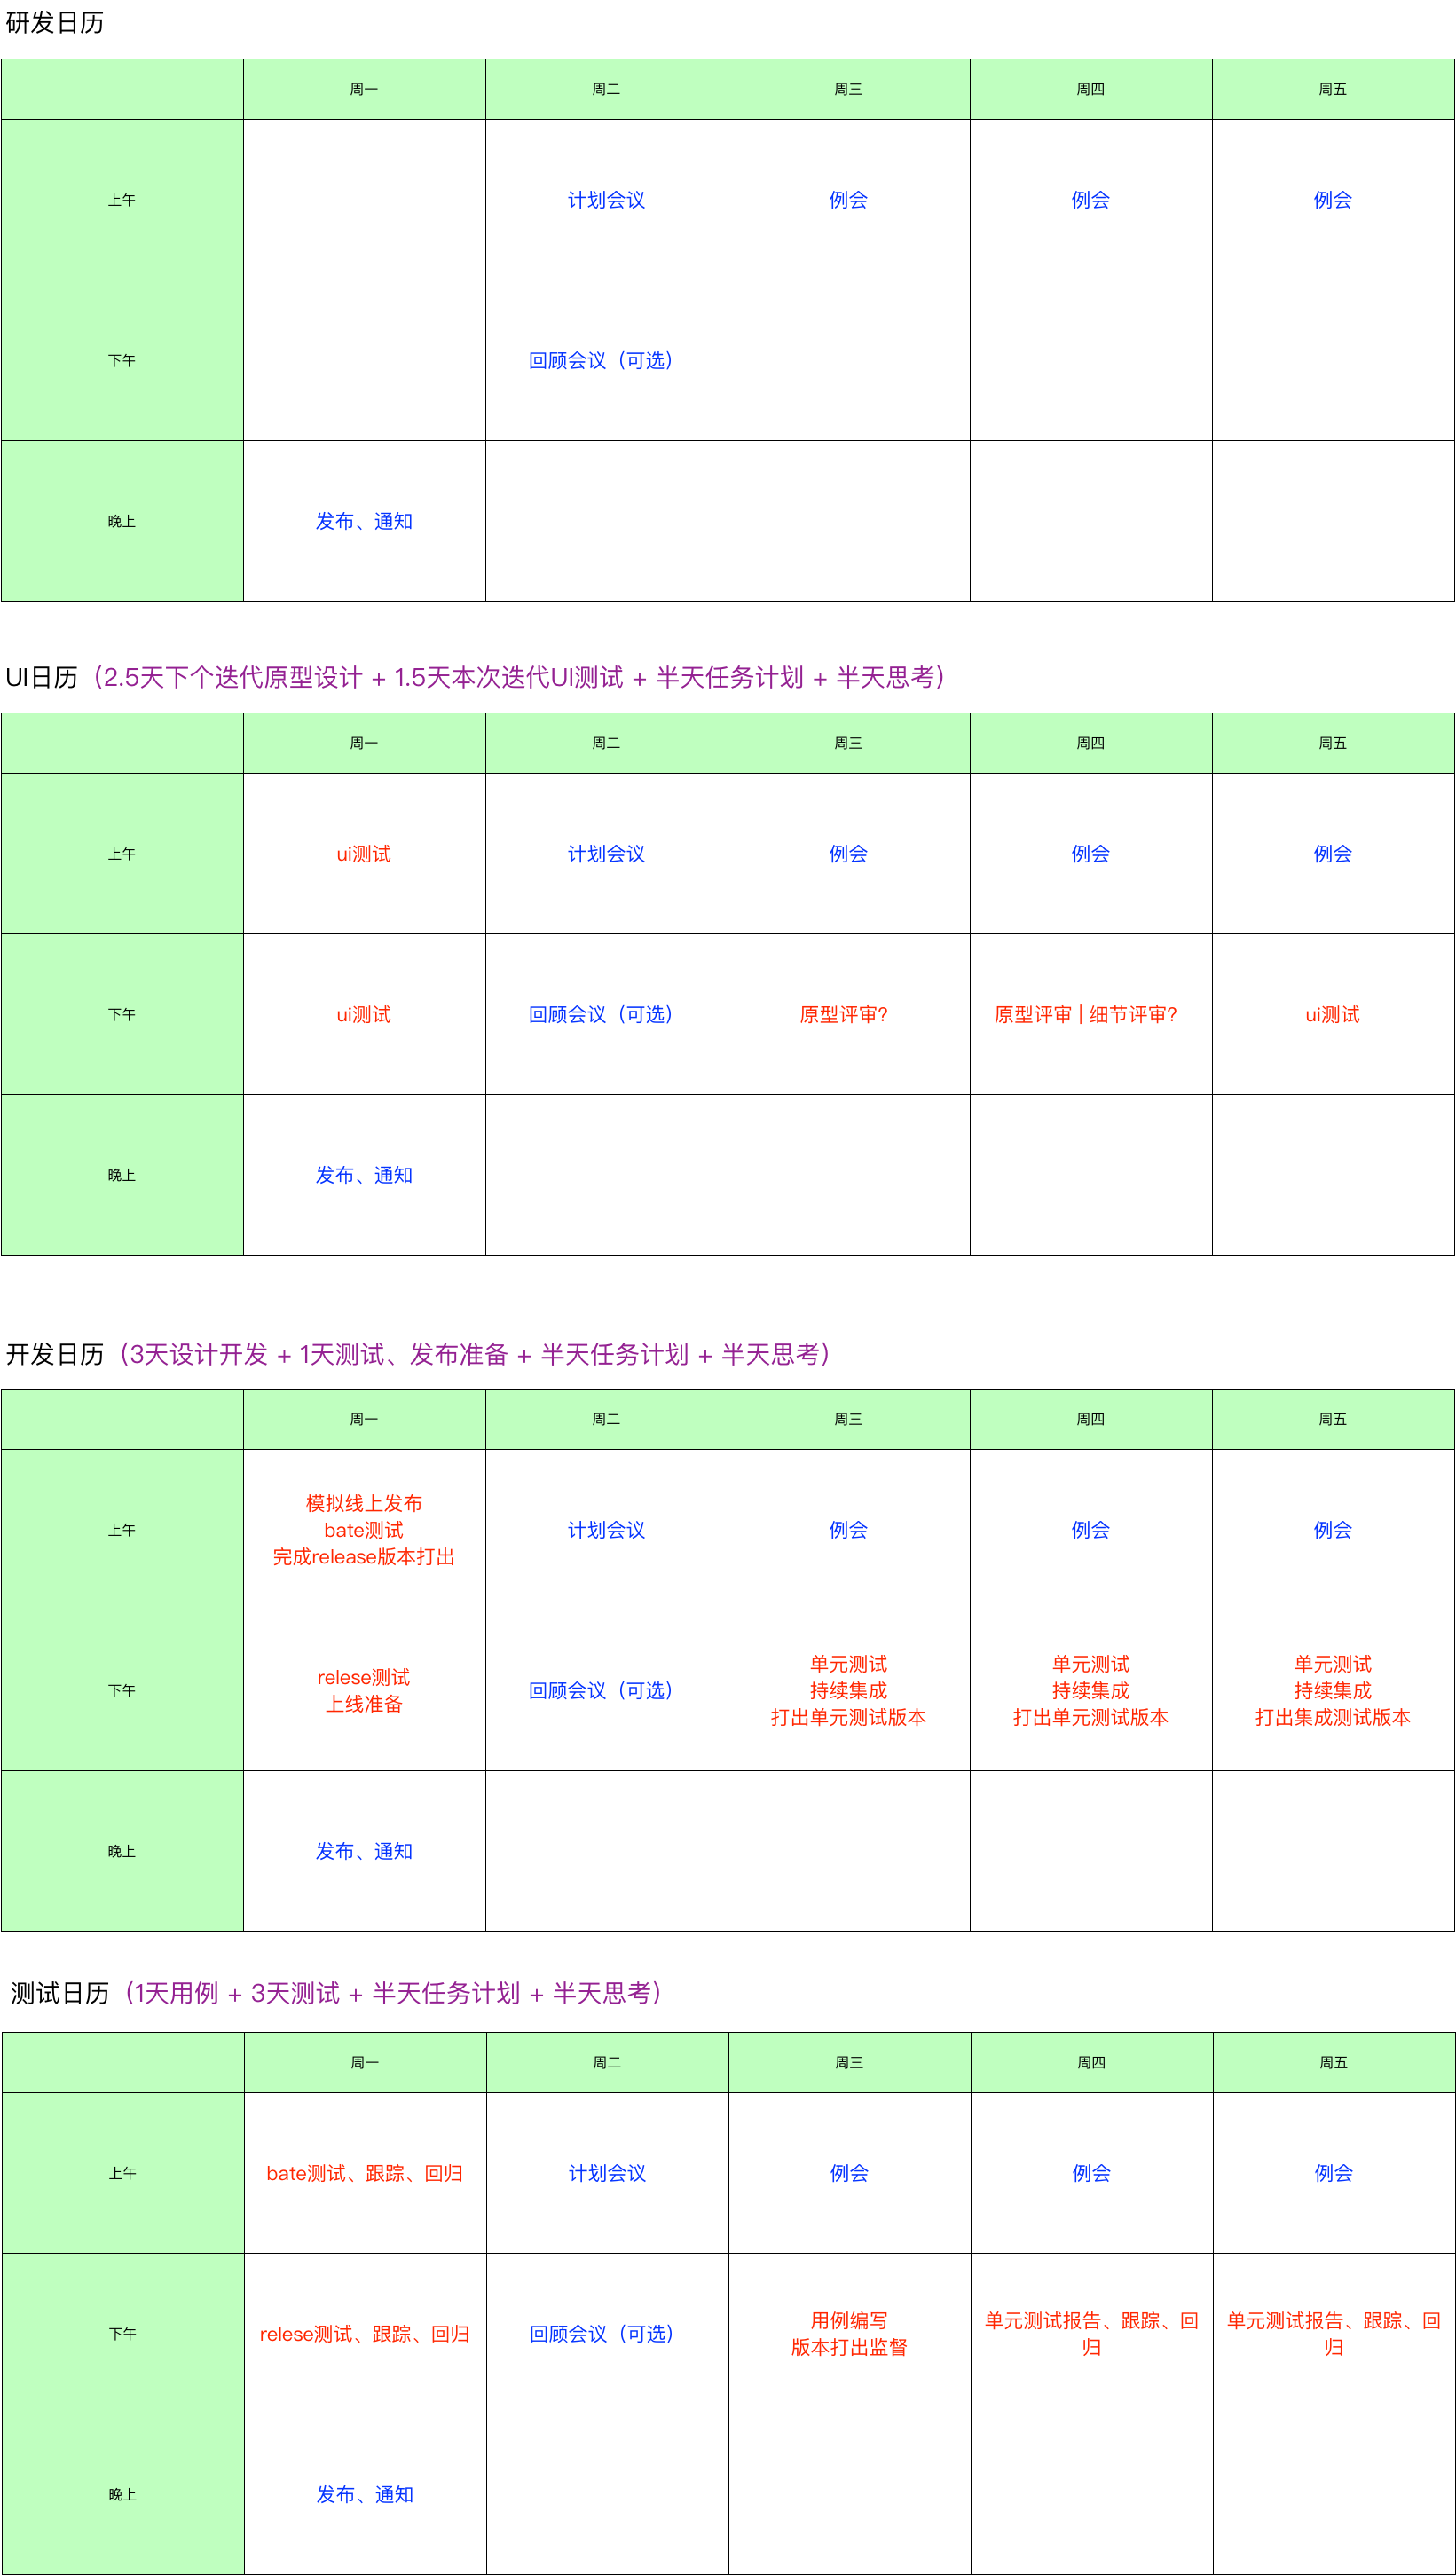 研发日历
周一 周二 周三 周四 周五
上午 计划会议 例会 例会 例会
下午 回顾会议（可选）
晚上 发布、通知
UI日历（2.5天下个迭代原型设计 + 1.5天本次迭代UI测试 + 半天任务计划 + 半天思考）
周一 周二 周三 周四 周五
上午 ui测试 计划会议 例会 例会 例会
下午 ui测试 回顾会议（可选） 原型评审？ 原型评审 | 细节评审？ ui测试
晚上 发布、通知
开发日历（3天设计开发 + 1天测试、发布准备 + 半天任务计划 + 半天思考）
周一 周二 周三 周四 周五
上午
模拟线上发布
bate测试
完成release版本打出
计划会议 例会 例会 例会
下午
relese测试
上线准备
回顾会议（可选）
单元测试
持续集成
打出单元测试版本
单元测试
持续集成
打出单元测试版本
单元测试
持续集成
打出集成测试版本
晚上 发布、通知
测试日历（1天用例 + 3天测试 + 半天任务计划 + 半天思考）
周一 周二 周三 周四 周五
上午 bate测试、跟踪、回归 计划会议 例会 例会 例会
下午 relese测试、跟踪、回归 回顾会议（可选）
用例编写
版本打出监督
单元测试报告、跟踪、回
归
单元测试报告、跟踪、回
归
晚上 发布、通知